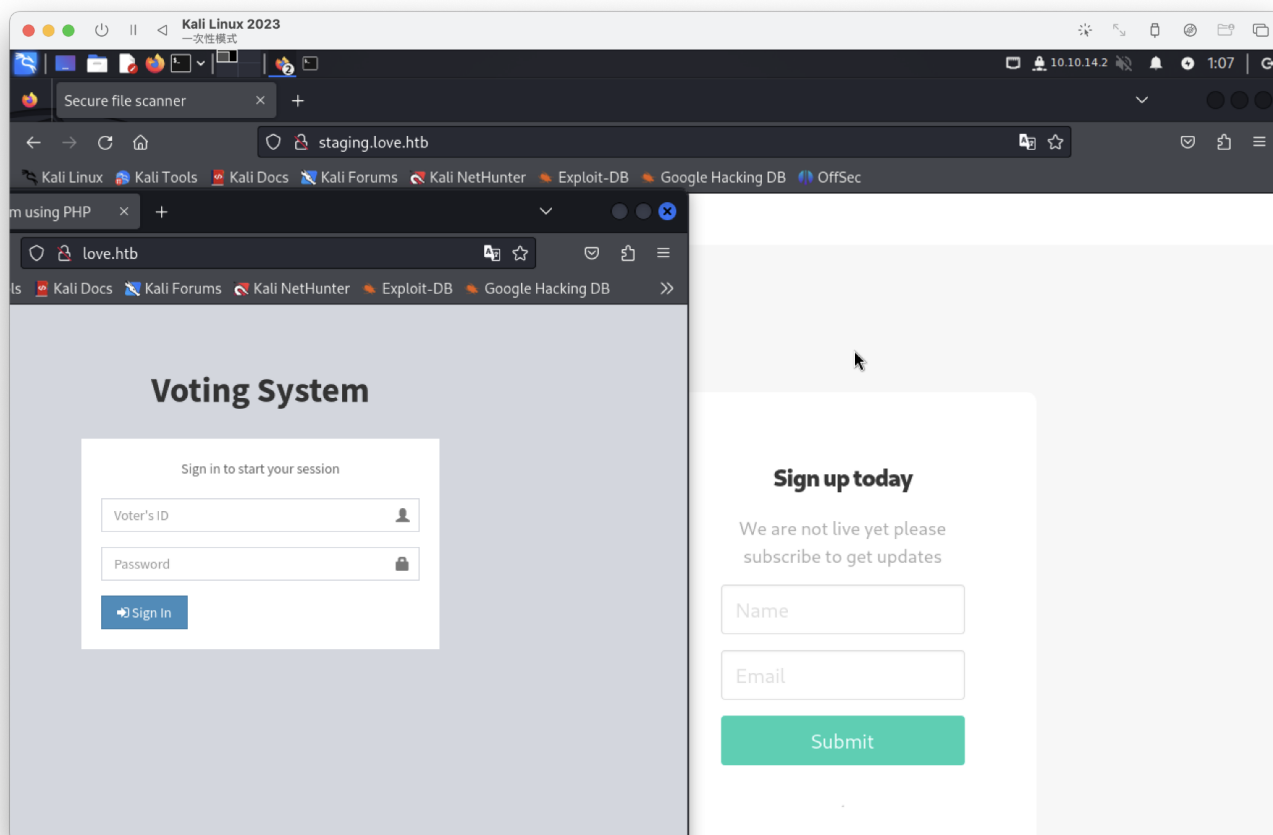 Kali Linux 2023
一次性模式
10.10.14.2
1:07
2
Secure file scanner
staging.love.htb
Kali Linux
Kali Tools
Kali Docs
Kali Forums
Kali NetHunter
Exploit-DB
Google Hacking DB
OffSec
m using PHP
love.htb
ls
Kali Docs
Kali Forums
Kali NetHunter
Exploit-DB
Google Hacking DB
Voting System
Sign in to start your session
Voter's ID
Password
Sign In
Sign up today
We are not live yet please
subscribe to get updates
Name
Email
Submit